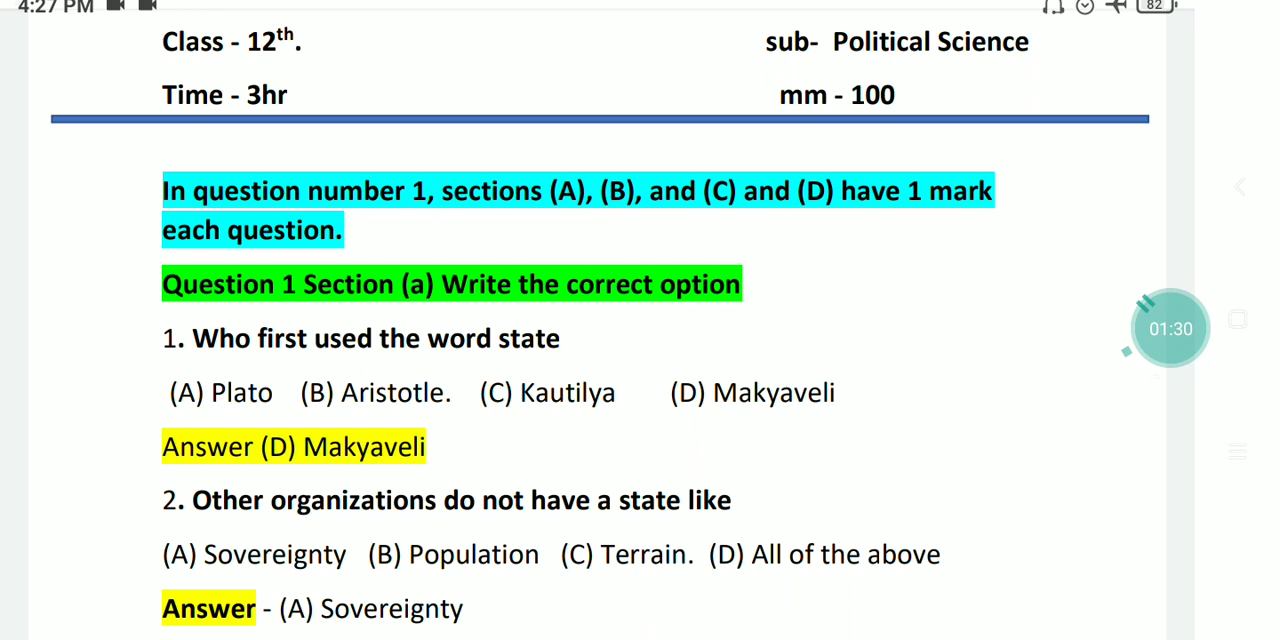 4:27 PM
82
Class - 12th. sub- Political Science
Time - 3hr mm - 100
In question number 1, sections (A), (B), and (C) and (D) have 1 mark
each question.
Question 1 Section (a) Write the correct option
1. Who first used the word state
(A) Plato (B) Aristotle. (C) Kautilya (D) Makyaveli
01:30
Answer (D) Makyaveli
2. Other organizations do not have a state like
(A) Sovereignty (B) Population (C) Terrain. (D) All of the above
Answer - (A) Sovereignty